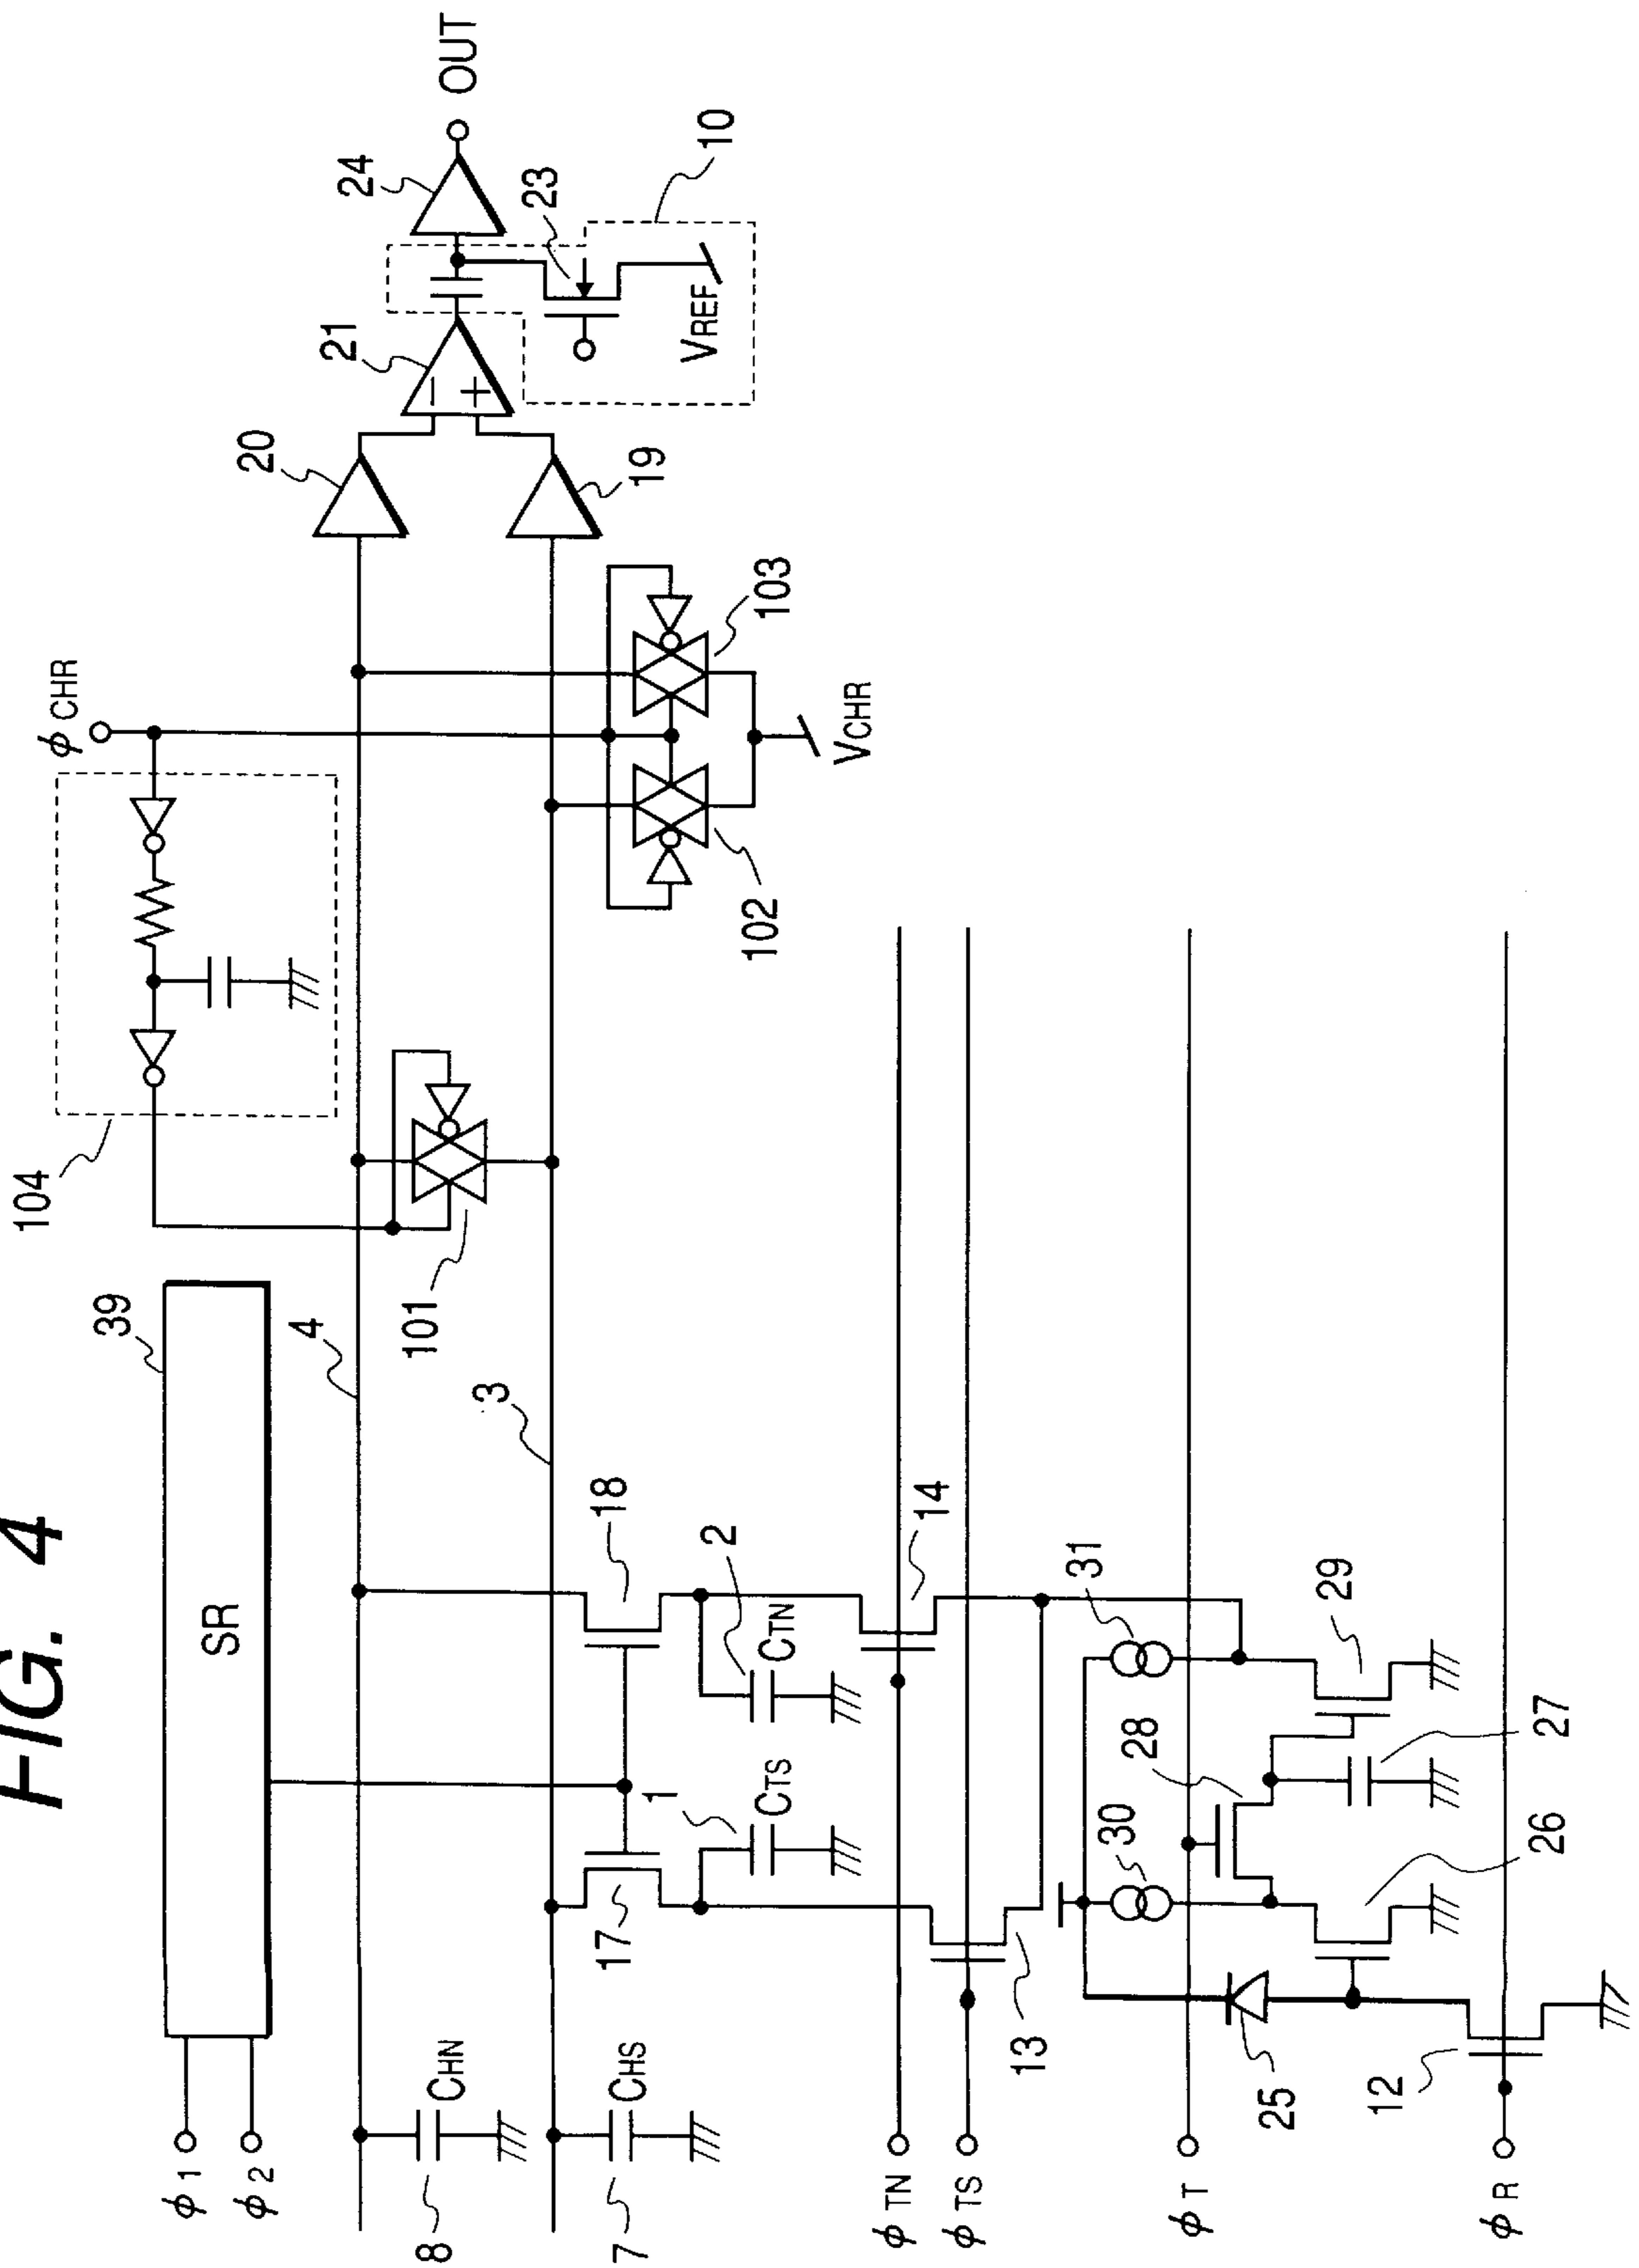 FIG. 4
ϕ1
ϕ2
39
SR
104
ϕCHR
4
3
101
20
19
21
24
OUT
23
10
VREF
103
102
VCHR
8
CHN
7
CHS
17
18
1
CTS
2
CTN
14
13
ϕTN
ϕTS
ϕT
ϕR
31
30
28
29
27
26
25
12
−
+